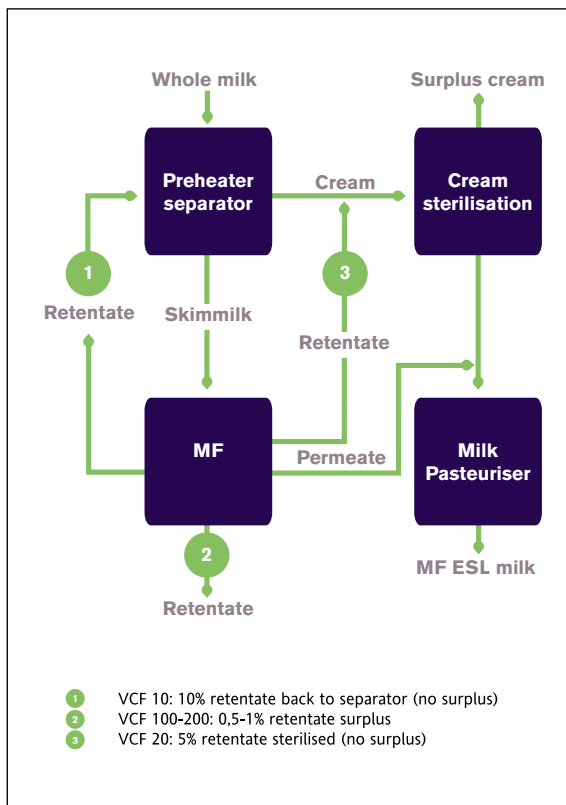 Whole milk
Surplus cream
Preheater
separator
Cream
Cream
sterilisation
1
3
Retentate
Skimmilk
Retentate
MF
Permeate
Milk
Pasteuriser
2
MF ESL milk
Retentate
1 VCF 10: 10% retentate back to separator (no surplus)
2 VCF 100-200: 0,5-1% retentate surplus
3 VCF 20: 5% retentate sterilised (no surplus)